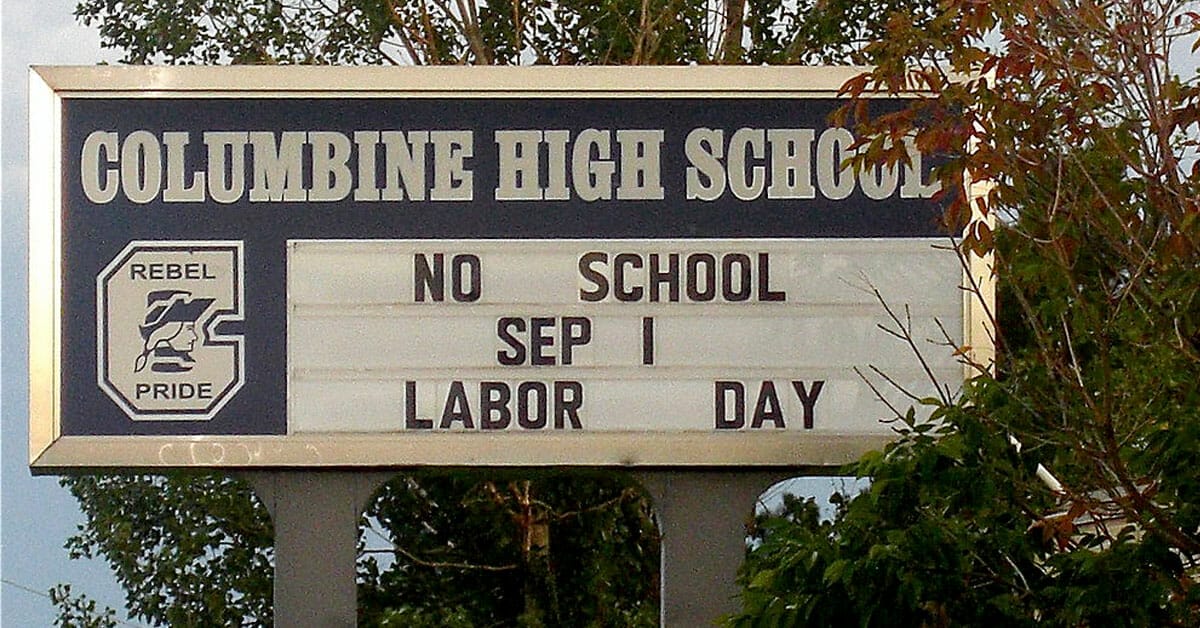 COLUMBINE HIGH SCHOOL
REBEL
PRIDE
NO SCHOOL
SEP 1
LABOR DAY